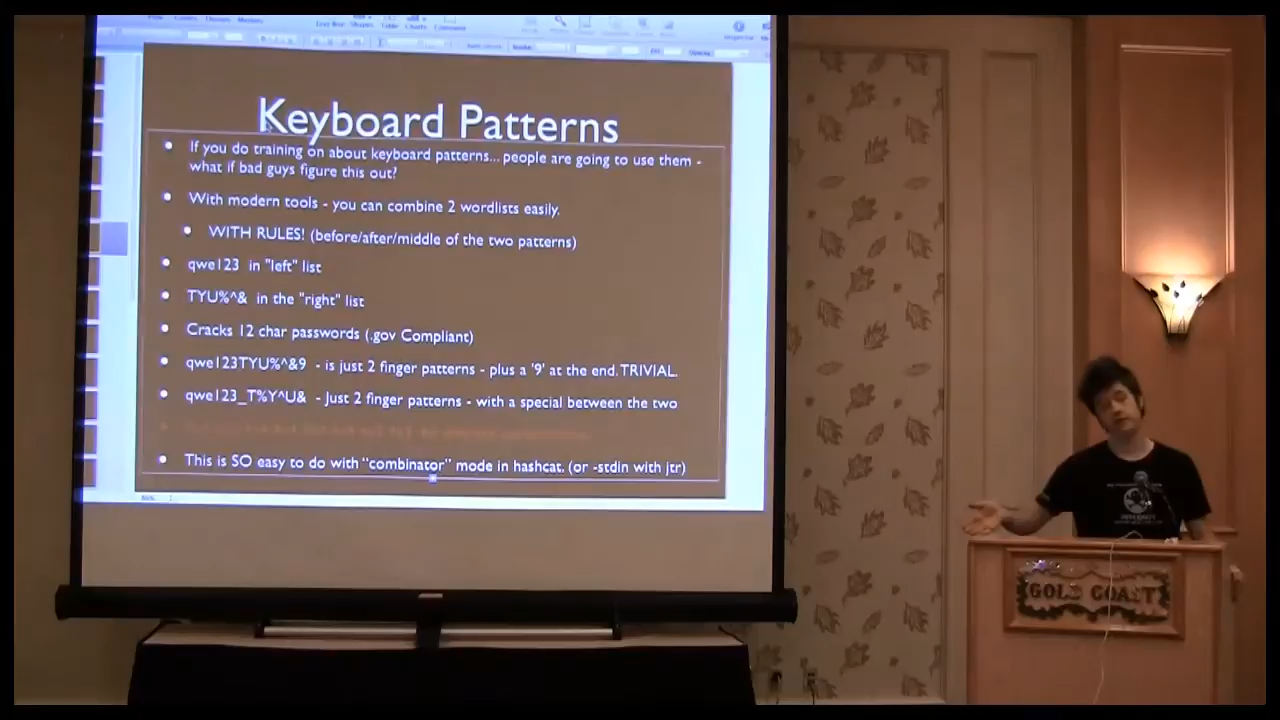 Keyboard Patterns
If you do training on about keyboard patterns... people are going to use them -
what if bad guys figure this out?
With modern tools - you can combine 2 wordlists easily.
WITH RULES! (before/after/middle of the two patterns)
qwe123 in "left" list
TYU%^& in the "right" list
Cracks 12 char passwords (.gov Compliant)
qwe123TYU%^&9 - is just 2 finger patterns - plus a '9' at the end. TRIVIAL.
qwe123_T%Y^U& - Just 2 finger patterns - with a special between the two
This is SO easy to do with "combinator" mode in hashcat. (or -stdin with jtr)
GOLD COAST